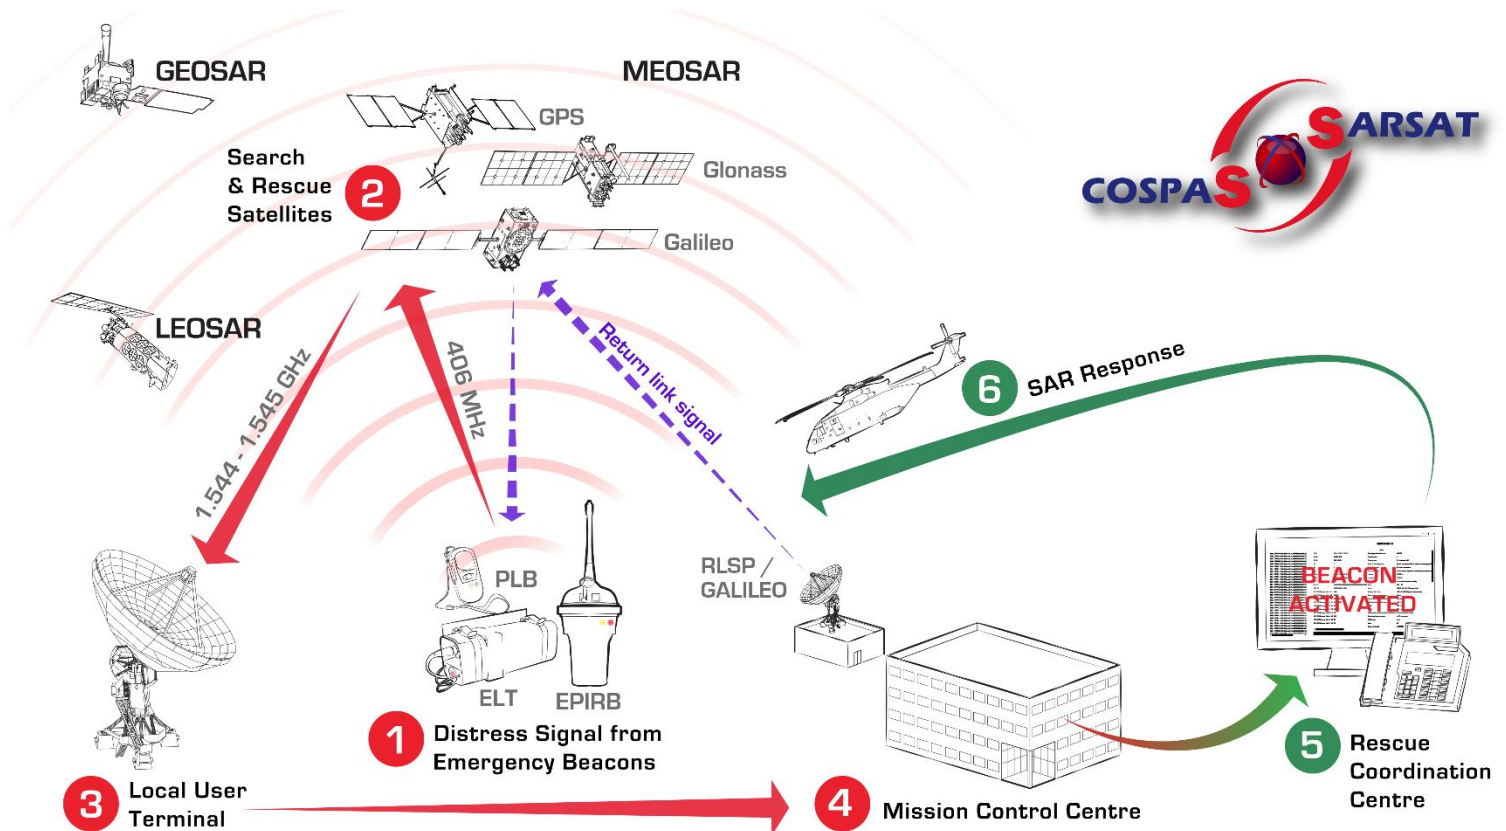 GEOSAR
MEOSAR
GPS
Search
& Rescue
Satellites
2
Glonass
Galileo
COSPAS SARSAT
LEOSAR
1.544 - 1.545 GHz
406 MHz
Return link signal
6
SAR Response
RLSP /
GALILEO
PLB
ELT
EPIRB
BEACON
ACTIVATED
1
Distress Signal from
Emergency Beacons
3
Local User
Terminal
4
Mission Control Centre
5
Rescue
Coordination
Centre